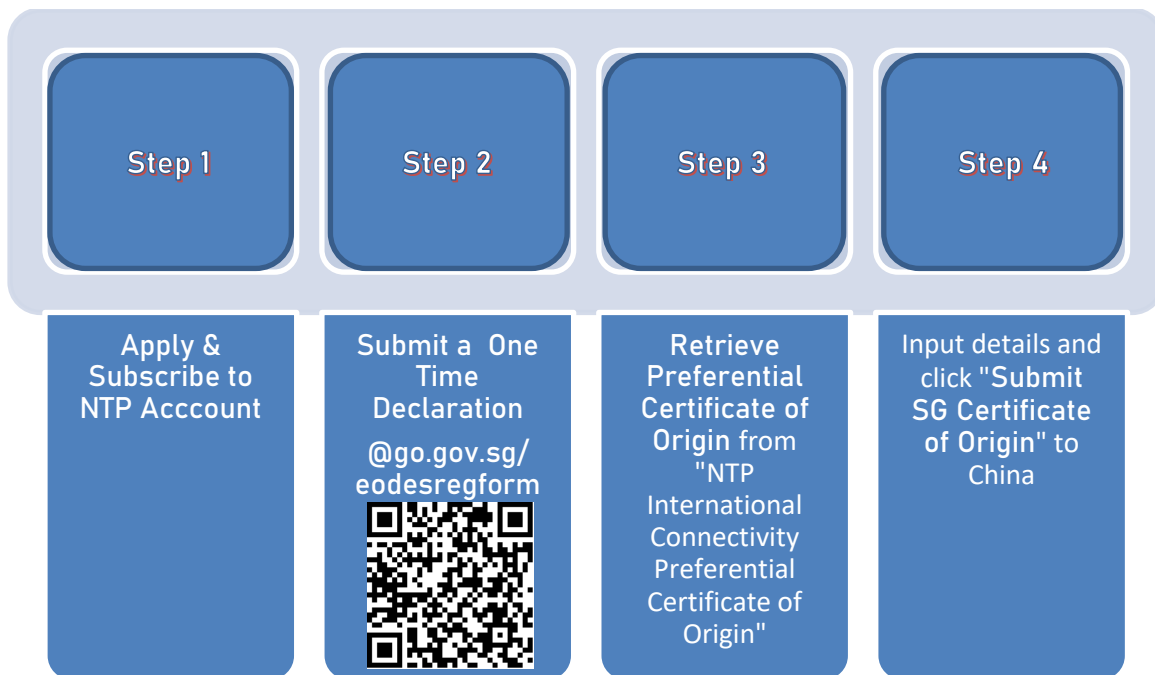 Step 1
Step 2
Step 3
Step 4
Apply &
Subscribe to
NTP Acccount
Submit a One
Time
Declaration
@go.gov.sg/
eodesregform
Retrieve
Preferential
Certificate of
Origin from
"NTP
International
Connectivity
Preferential
Certificate of
Origin"
Input details and
click "Submit
SG Certificate
of Origin" to
China